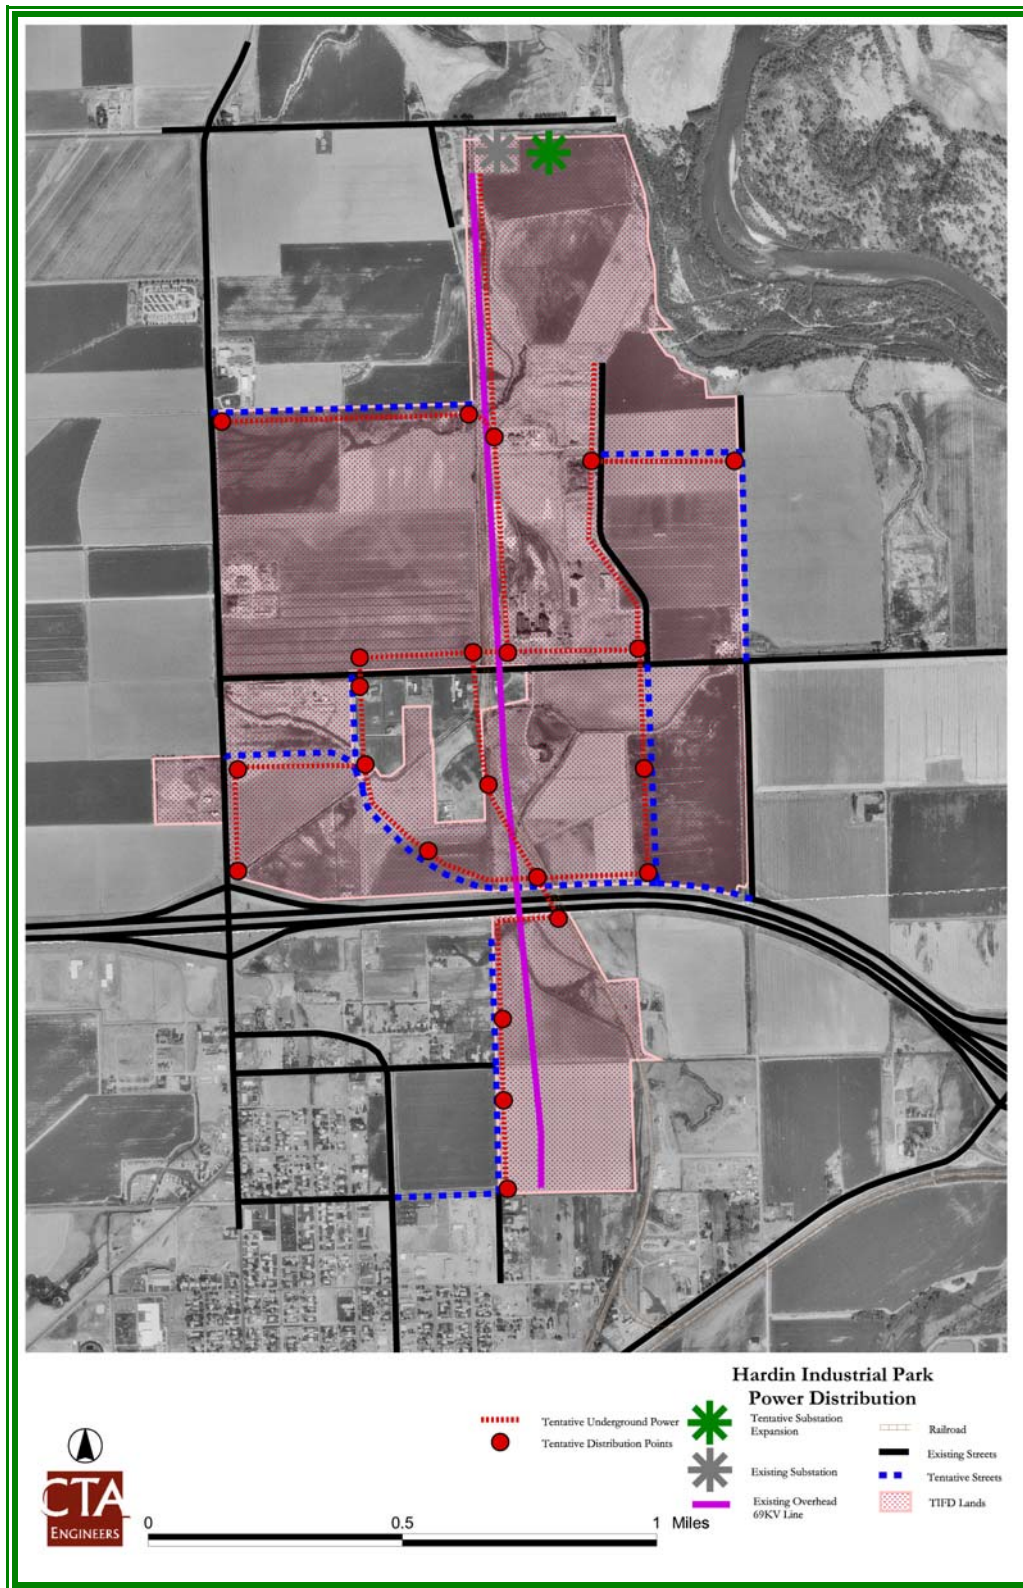 Hardin Industrial Park
Power Distribution
Tentative Underground Power
Tentative Distribution Points
Tentative Substation
Expansion
Existing Substation
Existing Overhead
69KV Line
Railroad
Existing Streets
Tentative Streets
TIFD Lands
CTA
ENGINEERS
0 0.5 1 Miles